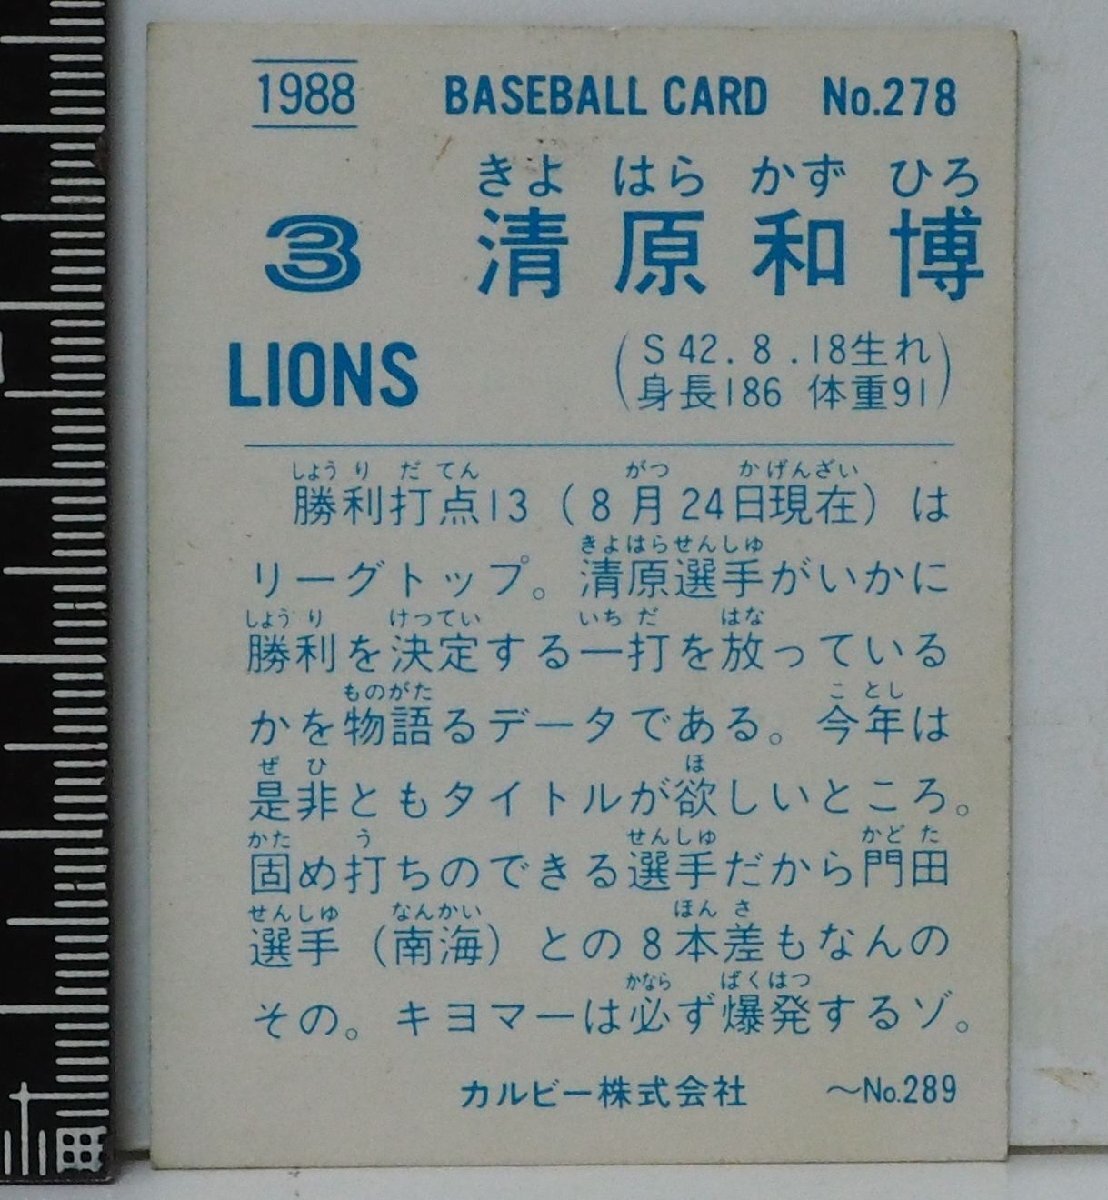 1988 BASEBALL CARD No.278
きよ はら かず ひろ
3 清原和博
LIONS
(S42.8.18生れ
身長186 体重91)
しょう り だ てん がつ か げんざい
勝利打点13(8月24日現在)は
きよはらせんしゅ
リーグトップ。清原選手がいかに
しょう り けってい いち だ はな
勝利を決定する一打を放っている
ものがた こ とし
かを物語るデータである。今年は
ぜ ひ ほ
是非ともタイトルが欲しいところ。
かた う せんしゅ かど た
固め打ちのできる選手だから門田
せんしゅ なんかい ほん さ
選手(南海)との8本差もなんの
かなら ばくはつ
その。キヨマーは必ず爆発するゾ。
カルビー株式会社 〜No.289